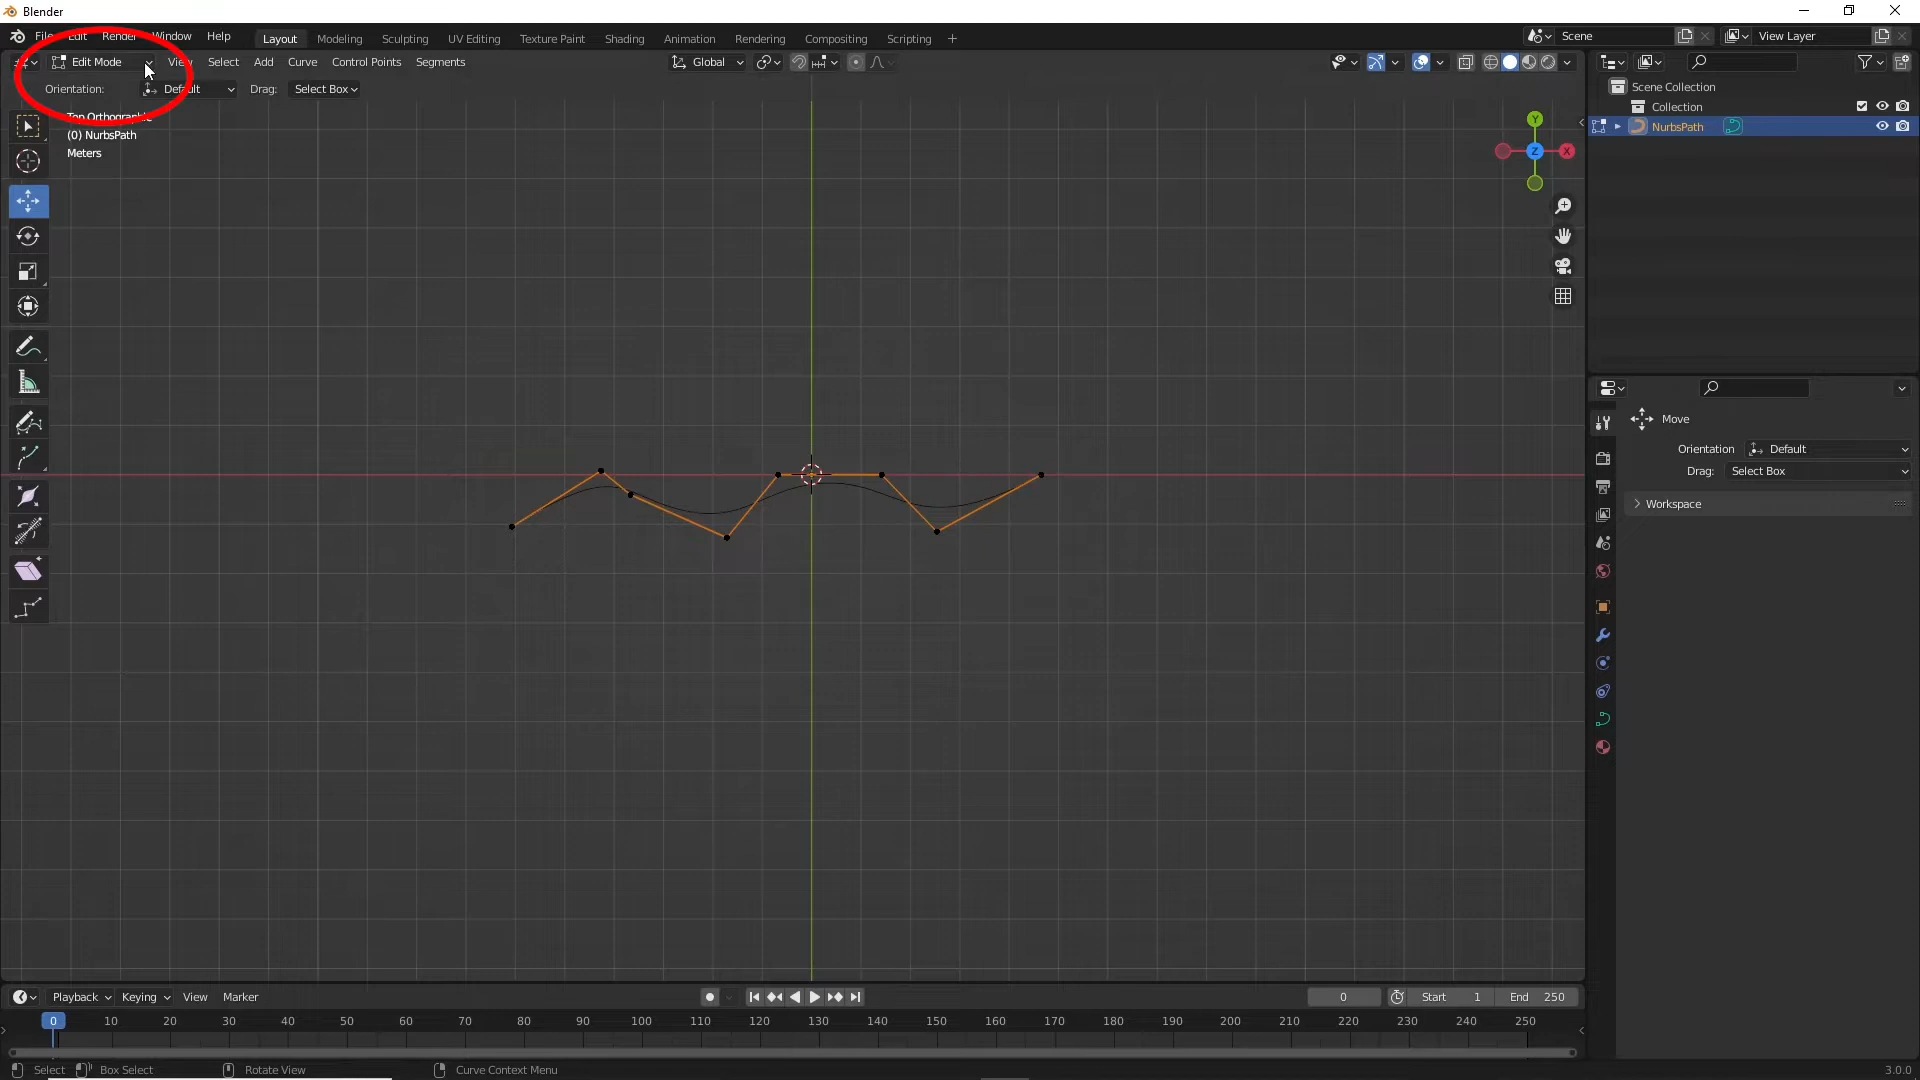 Blender
File Edit Render Window Help
Layout Modeling Sculpting UV Editing Texture Paint Shading Animation Rendering Compositing Scripting +
Scene
View Layer
Edit Mode View Select Add Curve Control Points Segments
Global
Orientation: Default Drag: Select Box
Top Orthographic
(0) NurbsPath
Meters
Y
Z
X
Scene Collection
Collection
NurbsPath
Move
Orientation Default
Drag: Select Box
Workspace
Playback Keying View Marker
0
Start 1
End 250
0 10 20 30 40 50 60 70 80 90 100 110 120 130 140 150 160 170 180 190 200 210 220 230 240 250
Select Box Select Rotate View Curve Context Menu
3.0.0